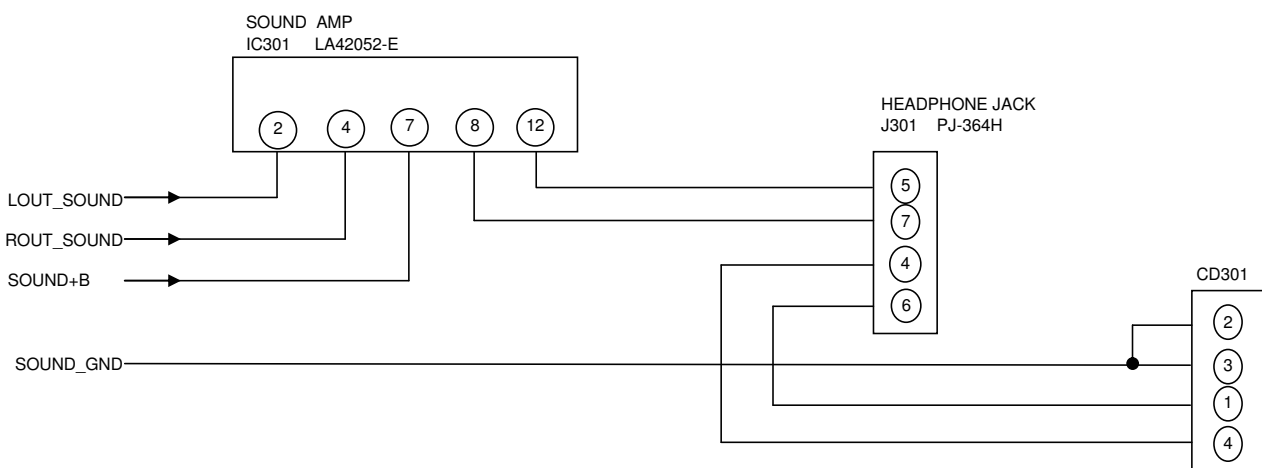 SOUND AMP
IC301 LA42052-E
2 4 7 8 12
HEADPHONE JACK
J301 PJ-364H
5
7
4
6
LOUT_SOUND
ROUT_SOUND
SOUND+B
SOUND_GND
CD301
2
3
1
4